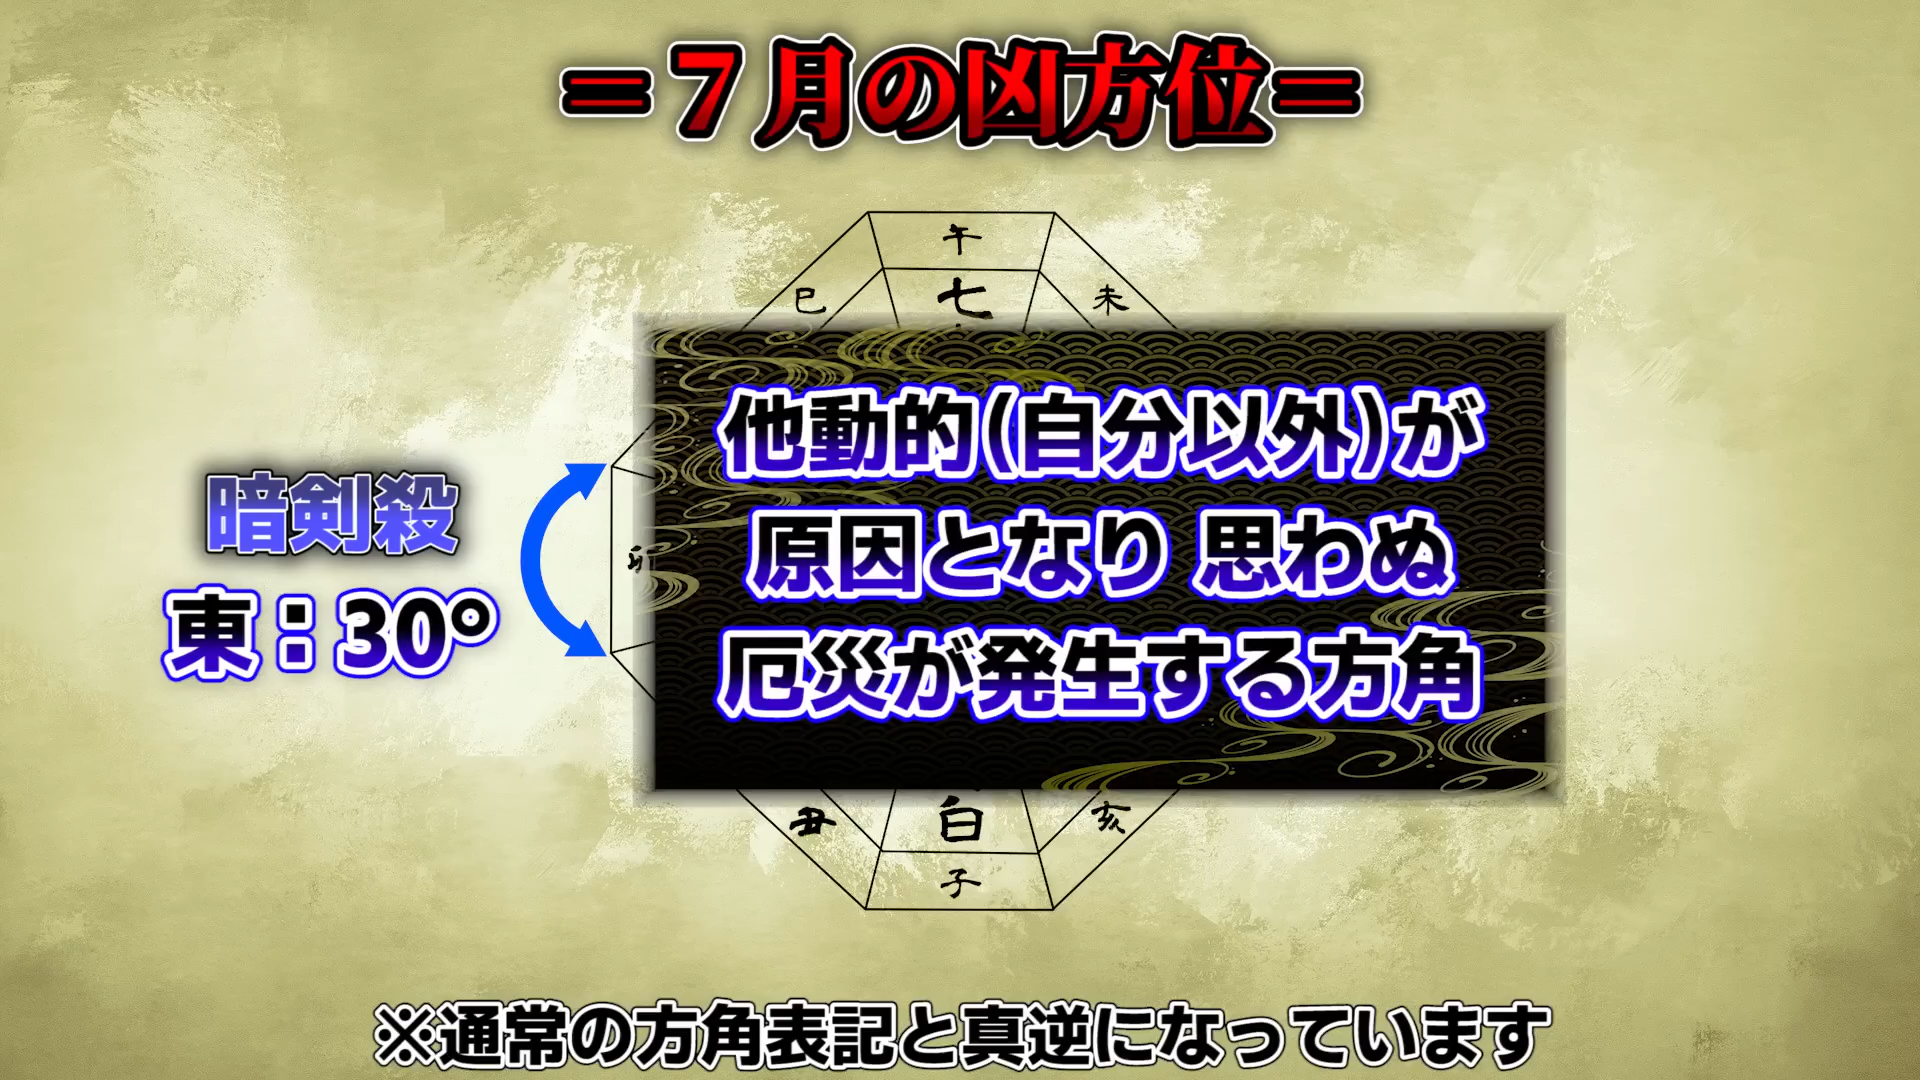 =７月の凶方位=
午
巳
七
未
暗剣殺
東：30°
卯
他動的（自分以外）が
原因となり 思わぬ
厄災が発生する方角
丑
白
亥
子
※通常の方角表記と真逆になっています